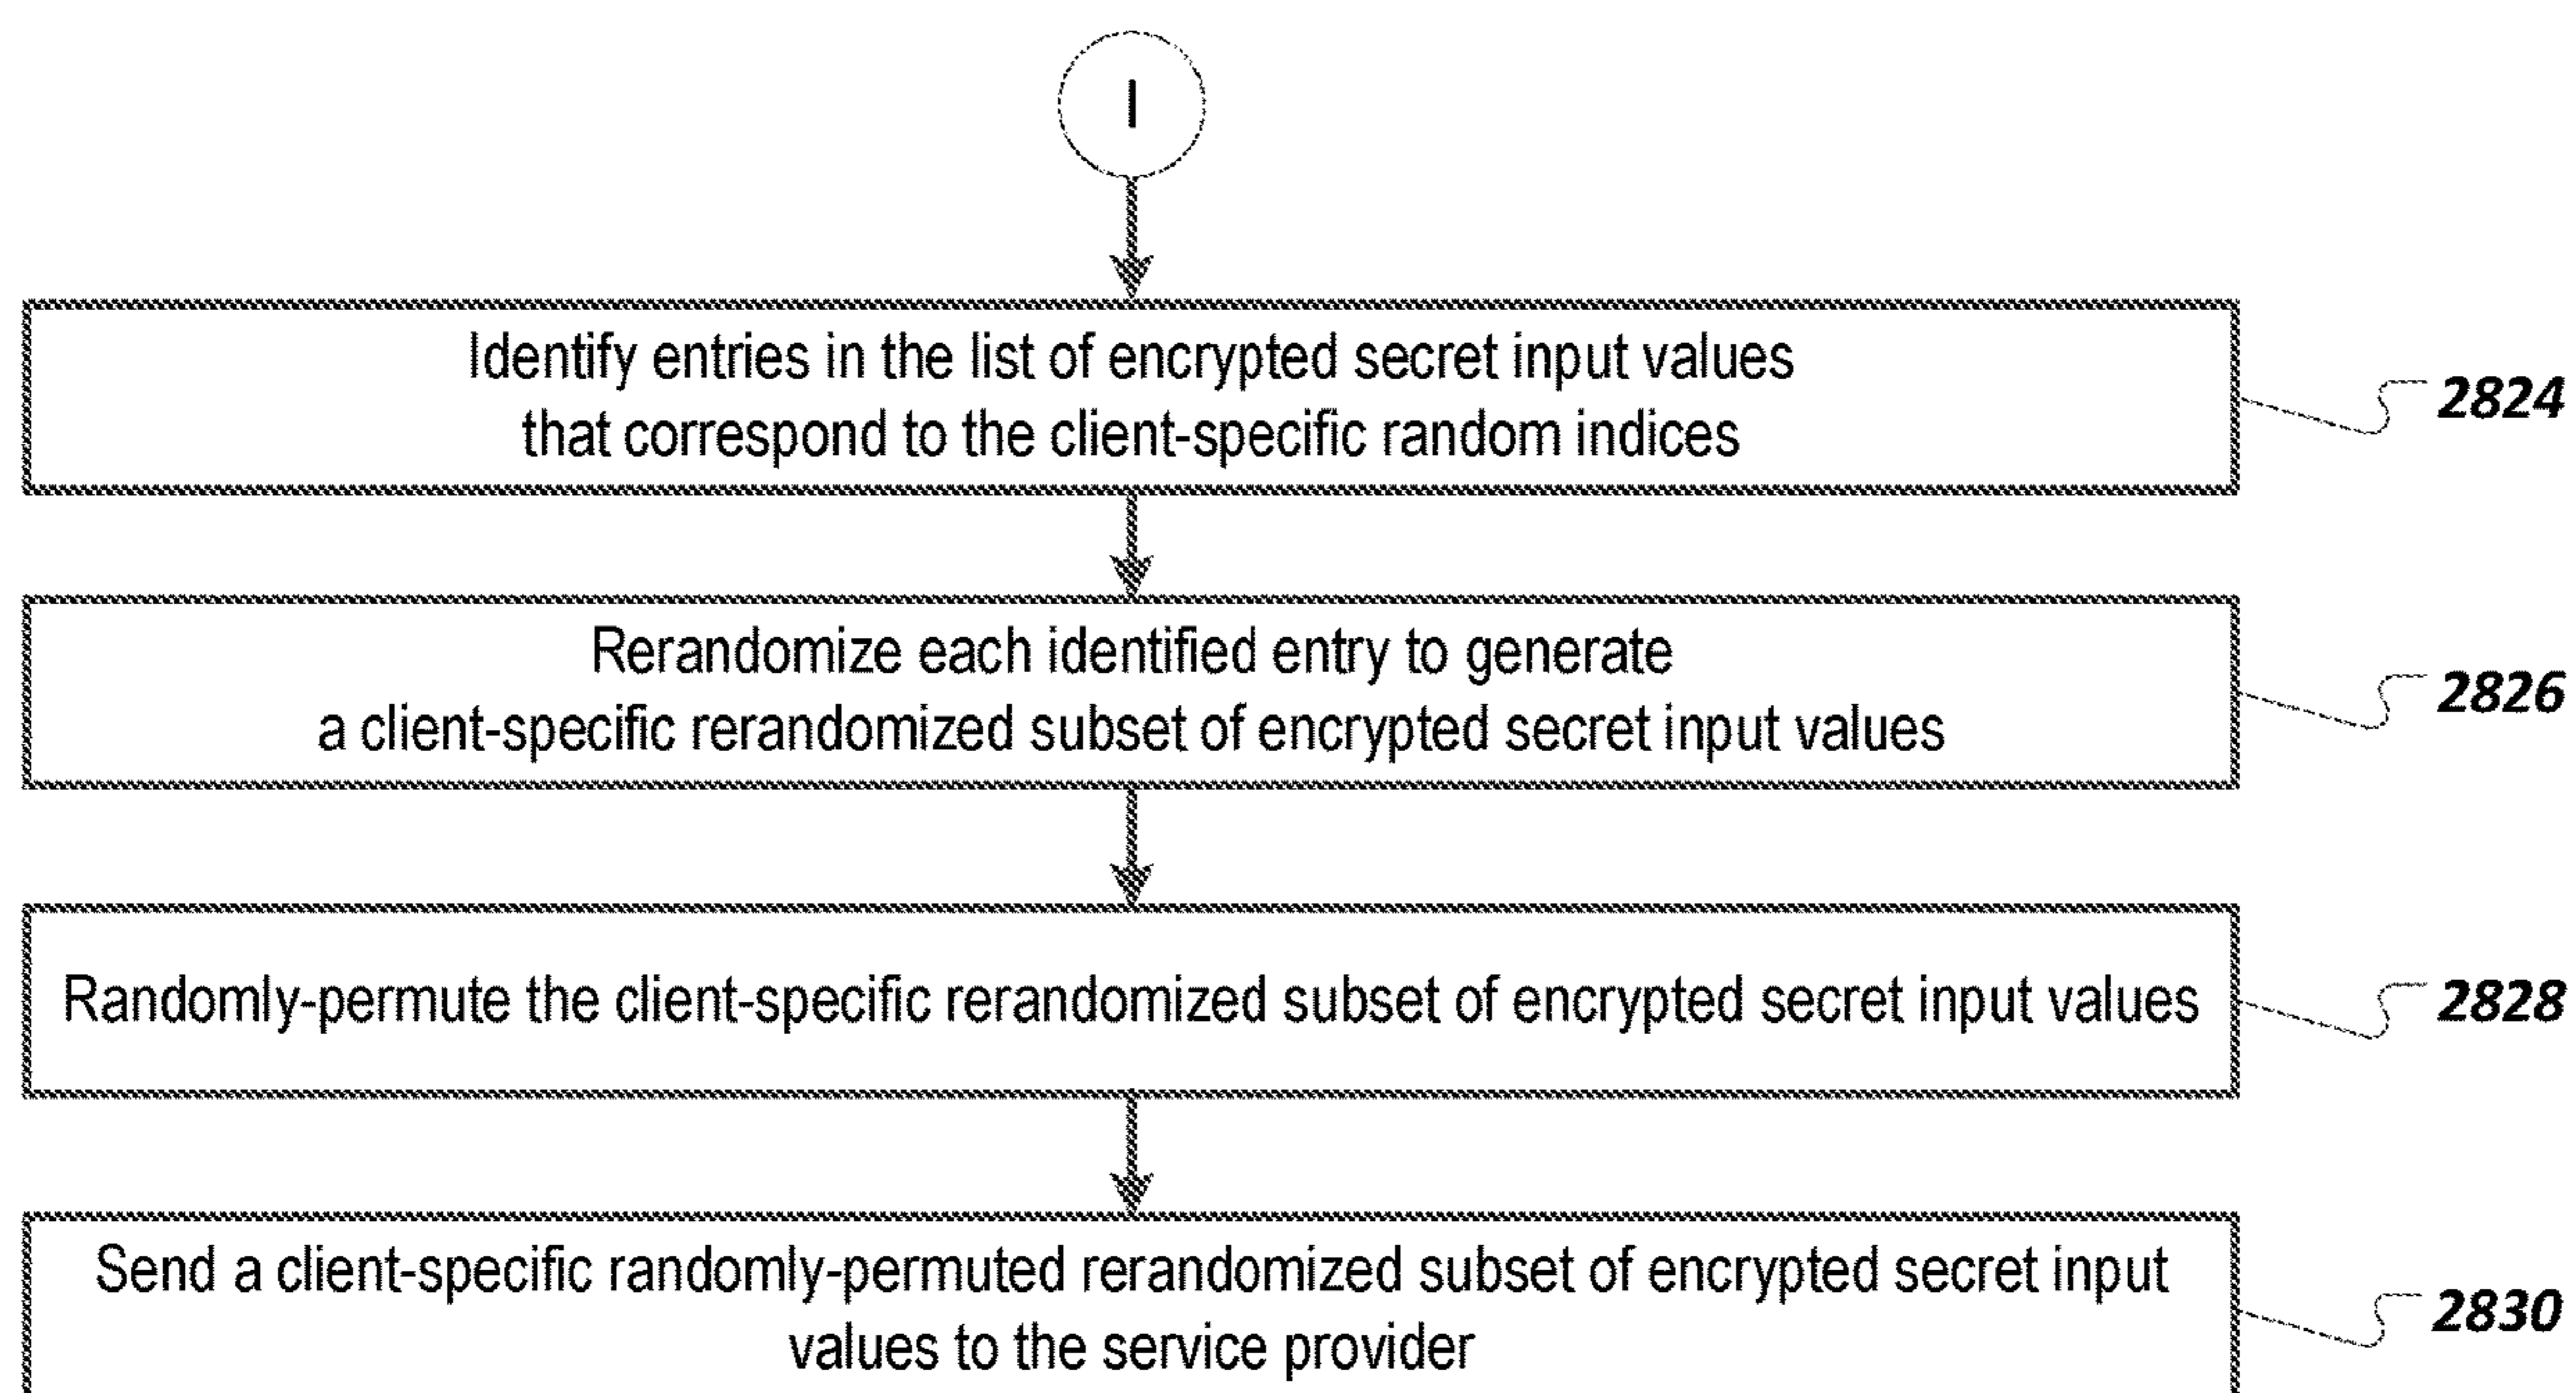 I
Identify entries in the list of encrypted secret input values
that correspond to the client-specific random indices
2824
Rerandomize each identified entry to generate
a client-specific rerandomized subset of encrypted secret input values
2826
Randomly-permute the client-specific rerandomized subset of encrypted secret input values
2828
Send a client-specific randomly-permuted rerandomized subset of encrypted secret input
values to the service provider
2830